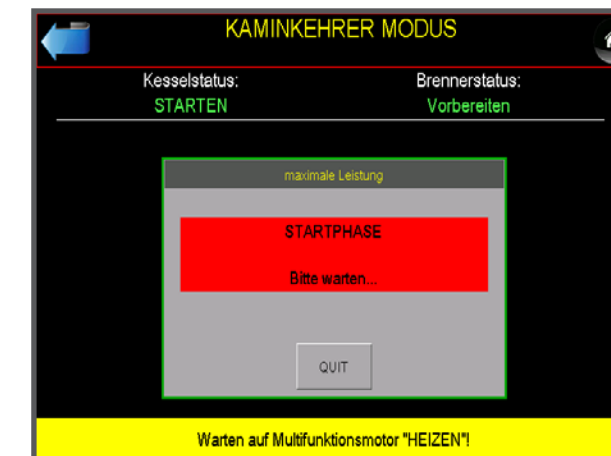 KAMINKEHRER MODUS
Kesselstatus:
Brennerstatus:
STARTEN
Vorbereiten
maximale Leistung
STARTPHASE
Bitte warten...
QUIT
Warten auf Multifunktionsmotor "HEIZEN"!